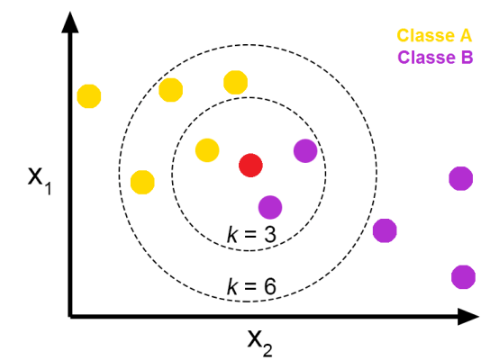 Classe A
Classe B
x1
k = 3
k = 6
x2